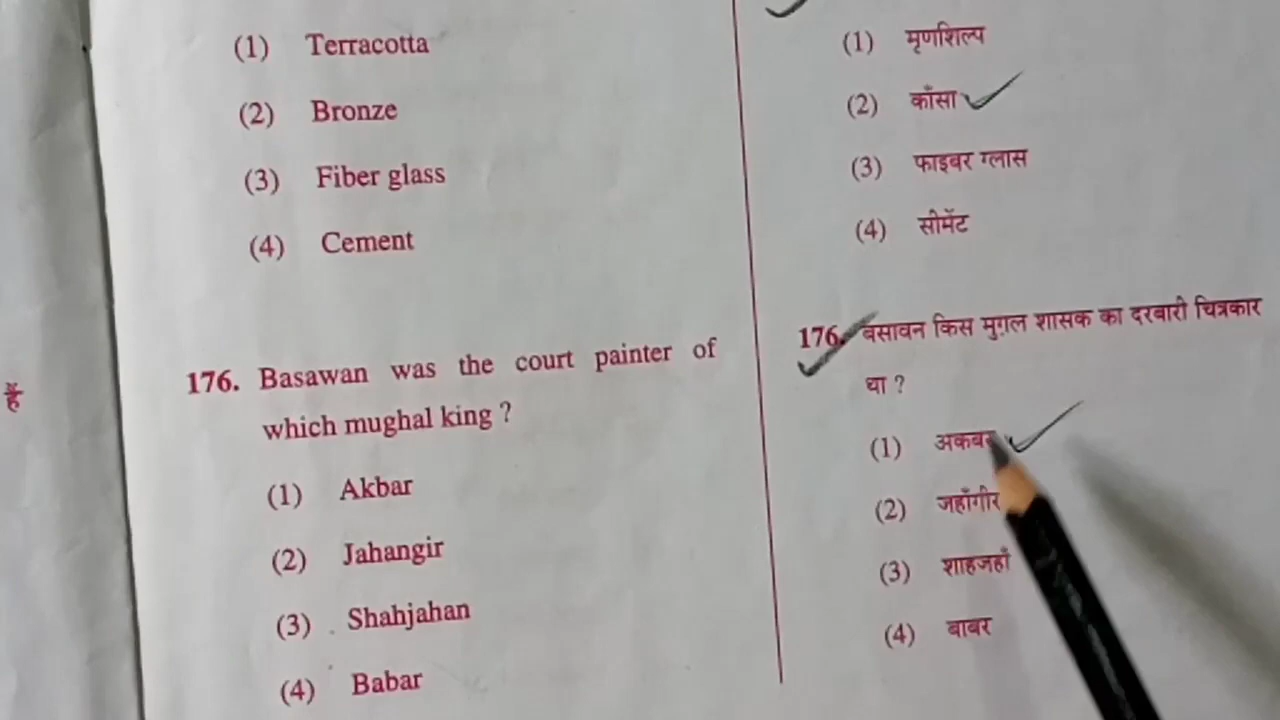 (1) Terracotta
(2) Bronze
(3) Fiber glass
(4) Cement
176. Basawan was the court painter of
which mughal king ?
(1) Akbar
(2) Jahangir
(3) Shahjahan
(4) Babar
(1) मृणशिल्प
(2) काँसा
(3) फाइबर ग्लास
(4) सीमेंट
176. बसावन किस मुग़ल शासक का दरबारी चित्रकार
था ?
(1) अकबर
(2) जहाँगीर
(3) शाहजहाँ
(4) बाबर
हैं